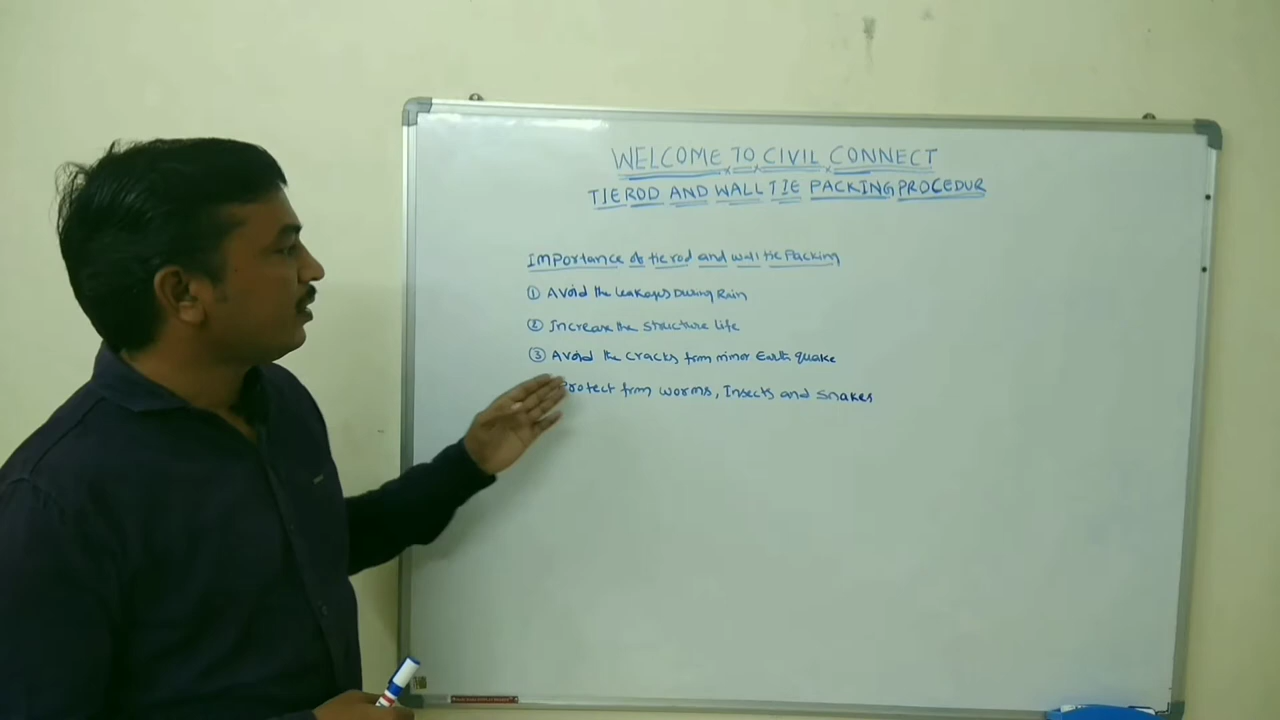 WELCOME TO CIVIL CONNECT
TIE ROD AND WALL TIE PACKING PROCEDUR
Importance of tie rod and wall tie Packing
① Avoid the leakages During Rain
② Increase the structure life
③ Avoid the cracks from minor Earth quake
Protect from worms, Insects and snakes